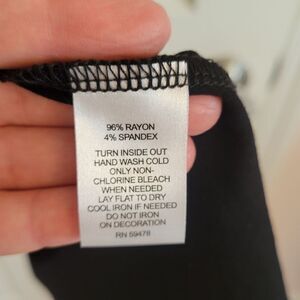 96% RAYON
4% SPANDEX
TURN INSIDE OUT
HAND WASH COLD
ONLY NON-
CHLORINE BLEACH
WHEN NEEDED
LAY FLAT TO DRY
COOL IRON IF NEEDED
DO NOT IRON
ON DECORATION
RN 59478